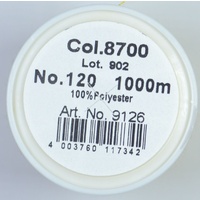 Col.8700
Lot. 902
No.120 1000m
100%Polyester
Art. No. 9126
4 003760 117342